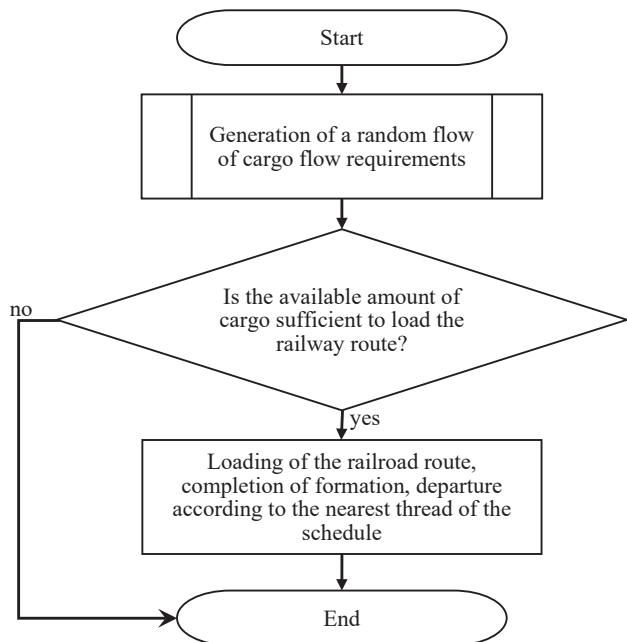 Start
Generation of a random flow
of cargo flow requirements
Is the available amount of
cargo sufficient to load the
railway route?
no
yes
Loading of the railroad route,
completion of formation, departure
according to the nearest thread of the
schedule
End